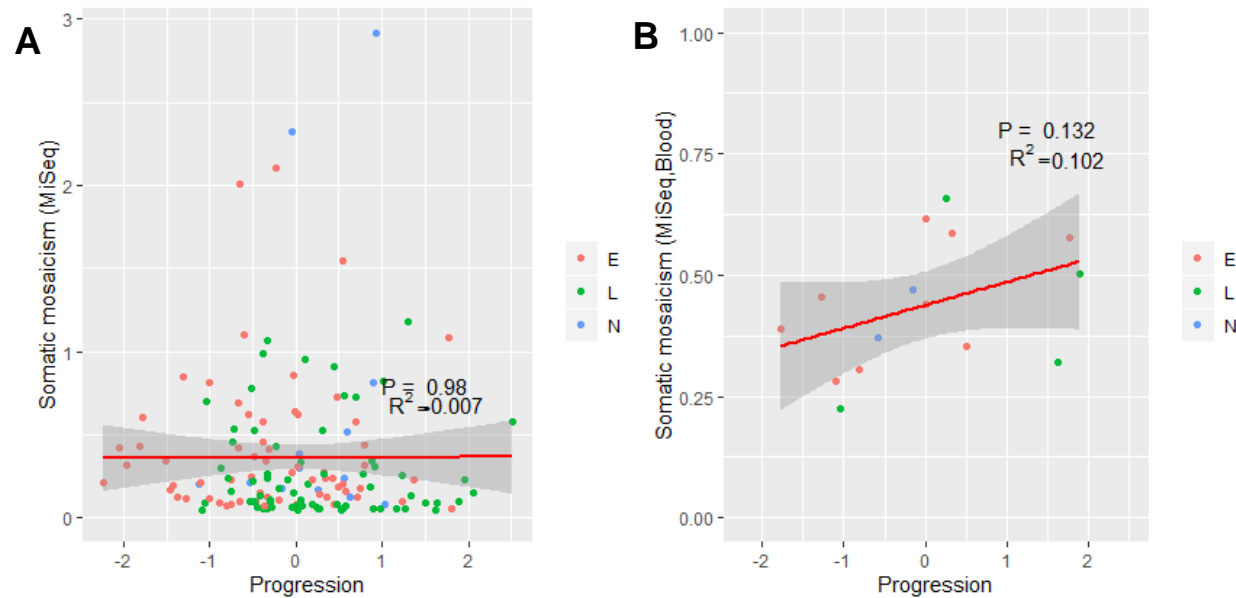 A
Somatic mosaicism (MiSeq)
3
2
1
0
P = 0.98
R2 =-0.007
-2 -1 0 1 2
Progression
E
L
N
B
Somatic mosaicism (MiSeq,Blood)
1.00
0.75
0.50
0.25
0.00
P = 0.132
R2 =0.102
-2 -1 0 1 2
Progression
E
L
N